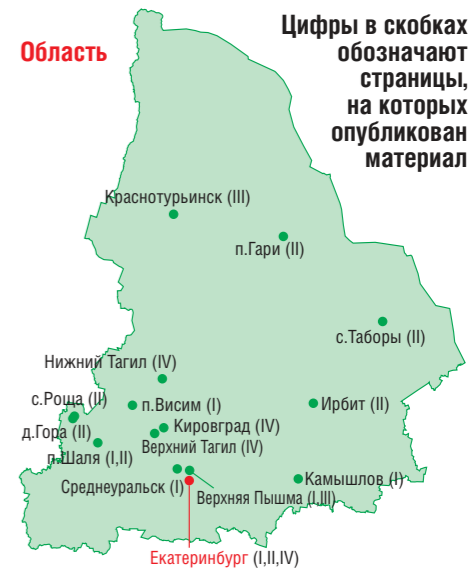 Область
Цифры в скобках
обозначают
страницы,
на которых
опубликован
материал
Краснотурьинск (III)
п.Гари (II)
с.Таборы (II)
Нижний Тагил (IV)
с.Роща (II)
п.Висим (I)
Ирбит (II)
д.Гора (II)
Кировград (IV)
Верхний Тагил (IV)
п.Шаля (I,II)
Среднеуральск (I)
Верхняя Пышма (I,III)
Камышлов (I)
Екатеринбург (I,II,IV)